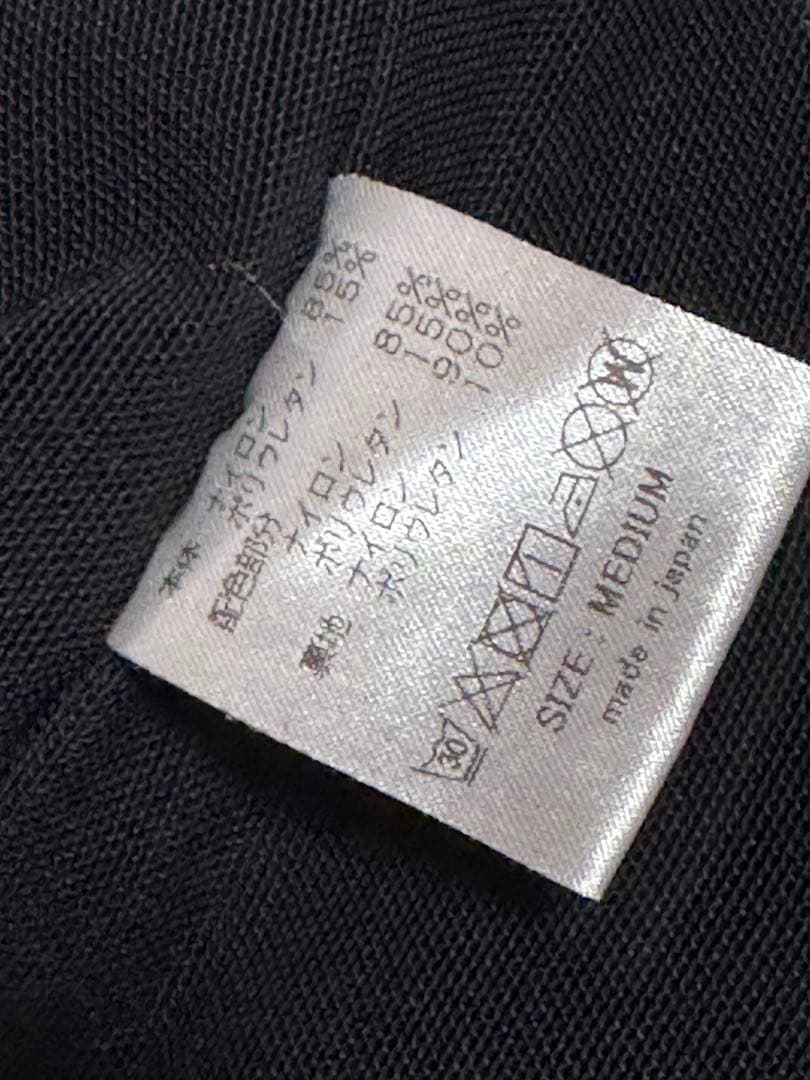 本体 ナイロン 85%
ポリウレタン 15%
配色部分 ナイロン 85%
ポリウレタン 15%
裏地 ナイロン 90%
ポリウレタン 10%
30 W
SIZE : MEDIUM
made in japan